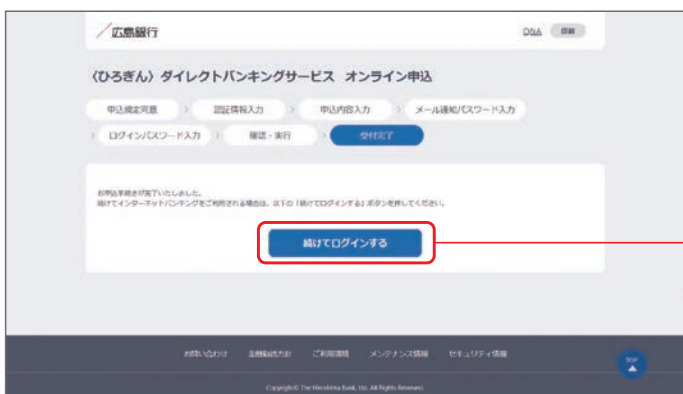 広島銀行
Q&A 印刷
〈ひろぎん〉ダイレクトバンキングサービス オンライン申込
申込規定同意 認証情報入力 申込内容入力 メール通知パスワード入力
ログインパスワード入力 確認・実行 受付完了
お申込手続きが完了いたしました。
続けてインターネットバンキングをご利用される場合は、以下の「続けてログインする」ボタンを押してください。
続けてログインする
お問い合わせ 金融勧誘方針 ご利用環境 メンテナンス情報 セキュリティ情報
TOP
Copyright© The Hiroshima Bank, Ltd. All Rights Reserved.